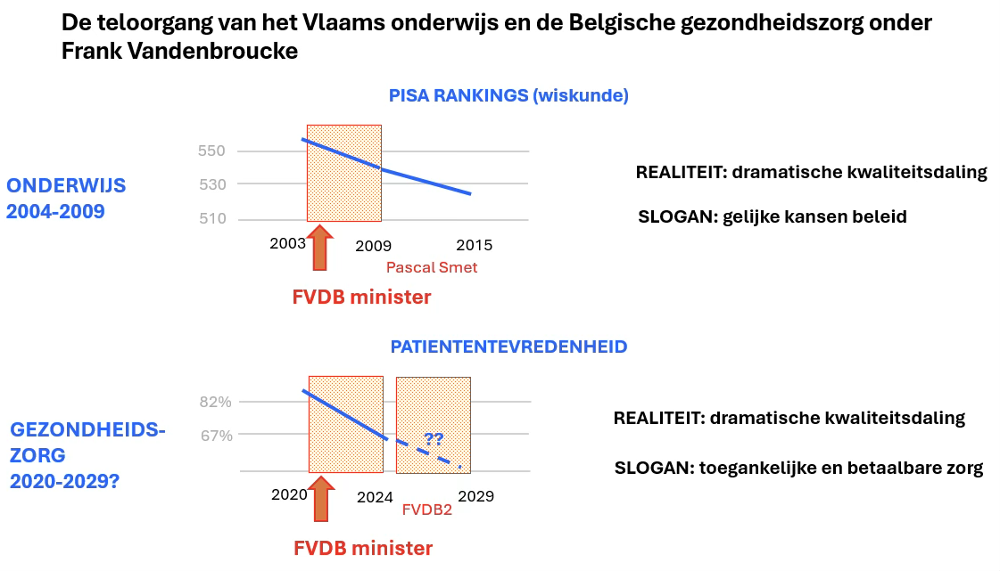 De teloorgang van het Vlaams onderwijs en de Belgische gezondheidszorg onder
Frank Vandenbroucke
PISA RANKINGS (wiskunde)
550
530
510
ONDERWIJS
2004-2009
REALITEIT: dramatische kwaliteitsdaling
SLOGAN: gelijke kansen beleid
2003
2009
2015
Pascal Smet
FVDB minister
PATIENTENTEVREDENHEID
82%
67%
??
GEZONDHEIDS-
ZORG
2020-2029?
REALITEIT: dramatische kwaliteitsdaling
SLOGAN: toegankelijke en betaalbare zorg
2020
2024
2029
FVDB2
FVDB minister